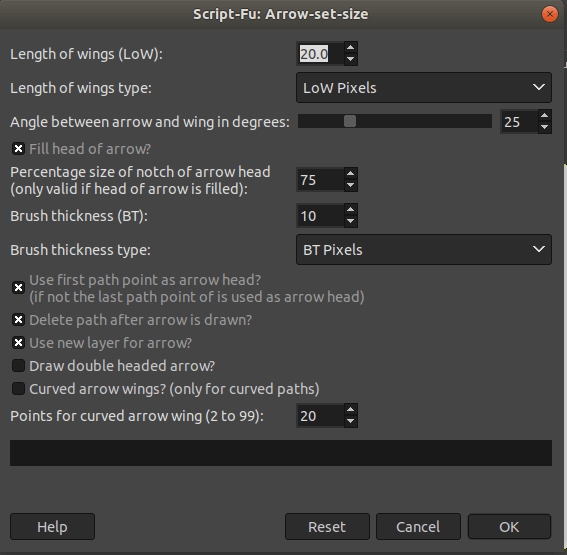 Script-Fu: Arrow-set-size
Length of wings (LoW): 20.0
Length of wings type: LoW Pixels
Angle between arrow and wing in degrees: 25
Fill head of arrow?
Percentage size of notch of arrow head
(only valid if head of arrow is filled): 75
Brush thickness (BT): 10
Brush thickness type: BT Pixels
Use first path point as arrow head?
(if not the last path point of is used as arrow head)
Delete path after arrow is drawn?
Use new layer for arrow?
Draw double headed arrow?
Curved arrow wings? (only for curved paths)
Points for curved arrow wing (2 to 99): 20
Help Reset Cancel OK